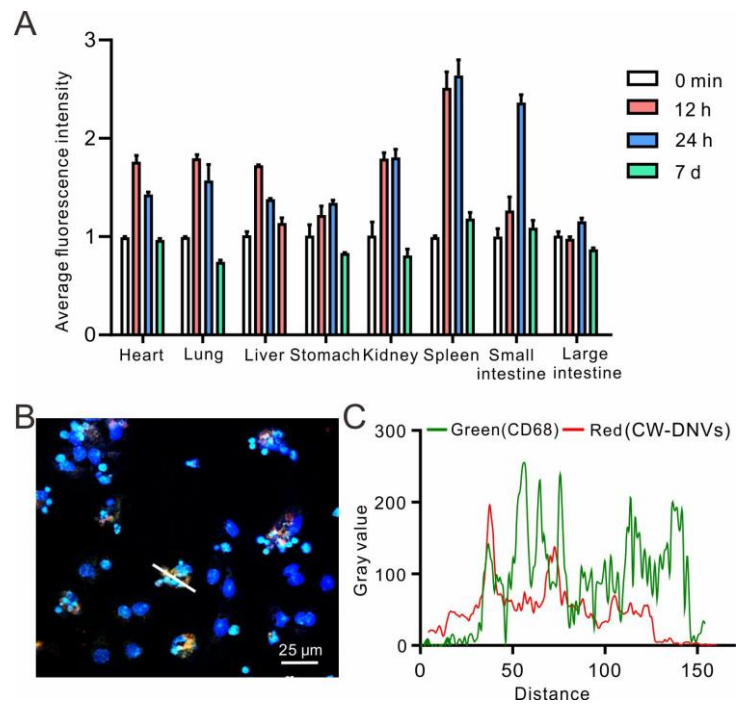 A
Average fluorescence intensity
3
2
1
0
Heart Lung Liver Stomach Kidney Spleen Small intestine Large intestine
0 min
12 h
24 h
7 d
B
25 μm
C
Green(CD68) Red(CW-DNVs)
Gray value
300
200
100
0
0 50 100 150
Distance